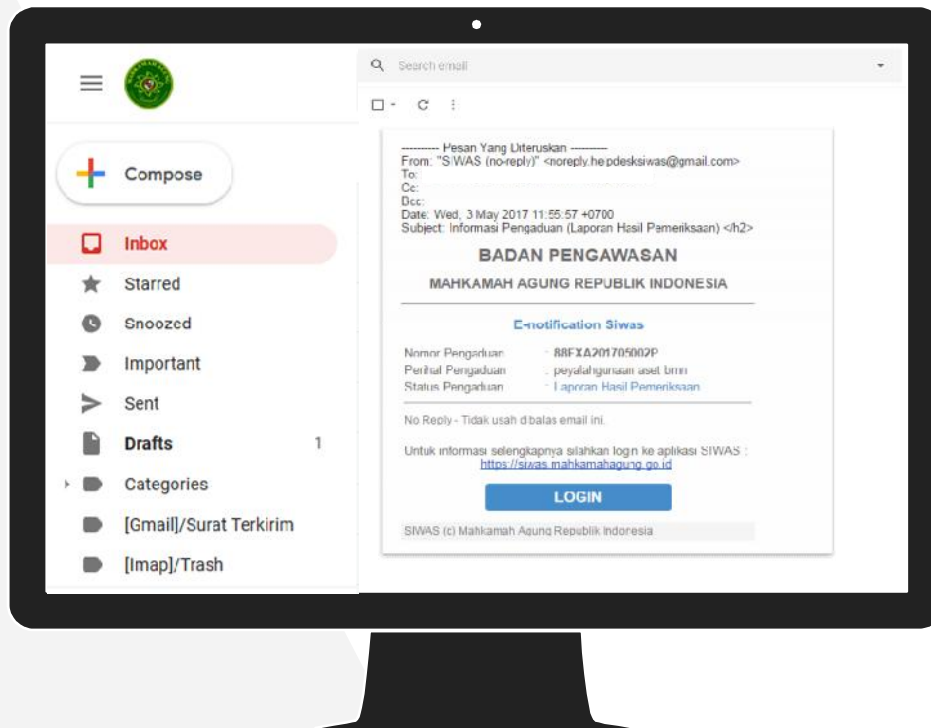 Search email
Compose
Inbox
Starred
Snoozed
Important
Sent
Drafts 1
Categories
[Gmail]/Surat Terkirim
[Imap]/Trash
---------- Pesan Yang Diteruskan ----------
From: "SIWAS (no-reply)" <noreply.helpdesksiwas@gmail.com>
To:
Cc:
Bcc:
Date: Wed, 3 May 2017 11:55:57 +0700
Subject: Informasi Pengaduan (Laporan Hasil Pemeriksaan) </h2>
BADAN PENGAWASAN
MAHKAMAH AGUNG REPUBLIK INDONESIA
E-notification Siwas
Nomor Pengaduan :
Perihal Pengaduan : peyalahgunaan aset bmn
Status Pengaduan : Laporan Hasil Pemeriksaan
No Reply - Tidak usah dibalas email ini.
Untuk informasi selengkapnya silahkan login ke aplikasi SIWAS :
https://siwas.mahkamahagung.go.id
LOGIN
SIWAS (c) Mahkamah Agung Republik Indonesia